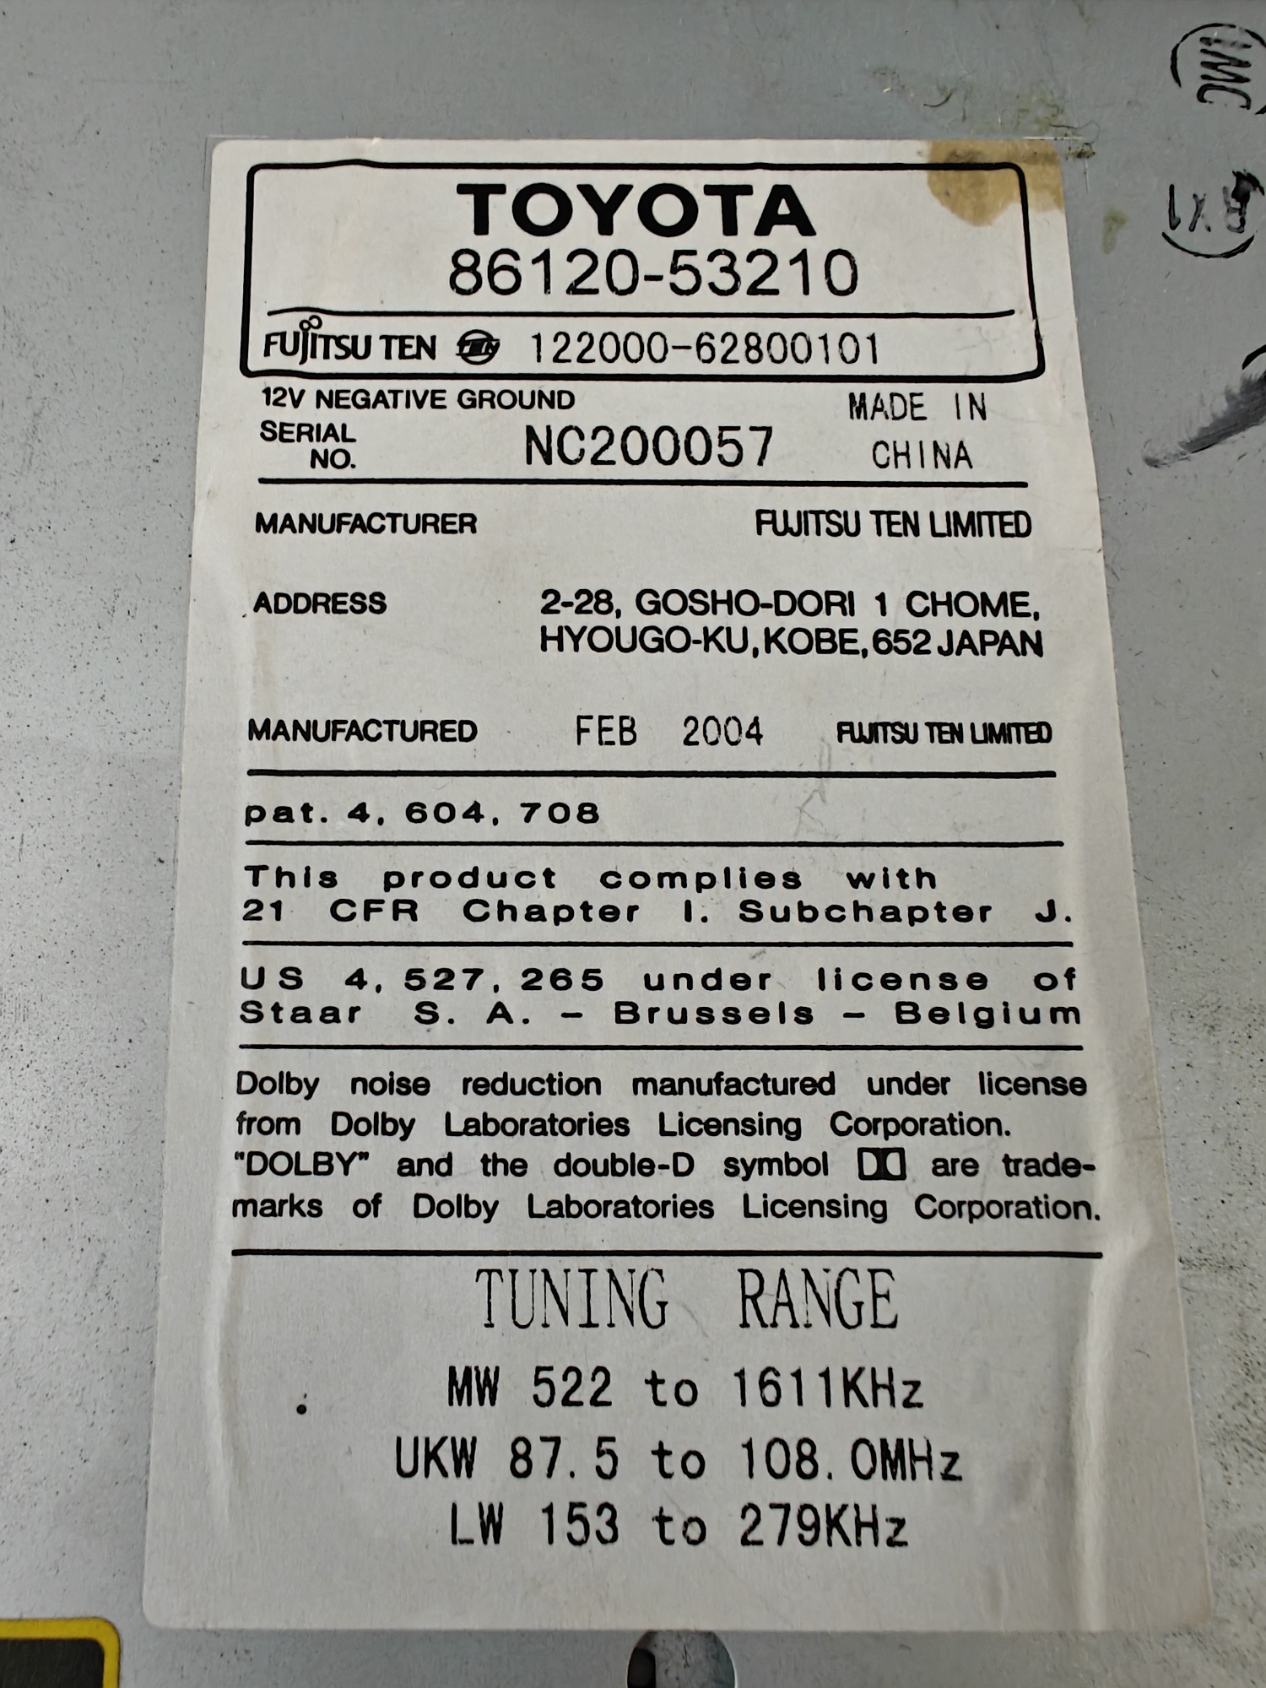 TOYOTA
86120-53210
FUJITSU TEN TEN 122000-62800101
12V NEGATIVE GROUND
MADE IN
CHINA
SERIAL
NO.
NC200057
MANUFACTURER FUJITSU TEN LIMITED
ADDRESS 2-28, GOSHO-DORI 1 CHOME,
HYOUGO-KU, KOBE, 652 JAPAN
MANUFACTURED FEB 2004 FUJITSU TEN LIMITED
pat. 4, 604, 708
This product complies with
21 CFR Chapter I. Subchapter J.
US 4, 527, 265 under license of
Staar S. A. – Brussels – Belgium
Dolby noise reduction manufactured under license
from Dolby Laboratories Licensing Corporation.
"DOLBY" and the double-D symbol are trade-
marks of Dolby Laboratories Licensing Corporation.
TUNING RANGE
MW 522 to 1611KHz
UKW 87.5 to 108.0MHz
LW 153 to 279KHz